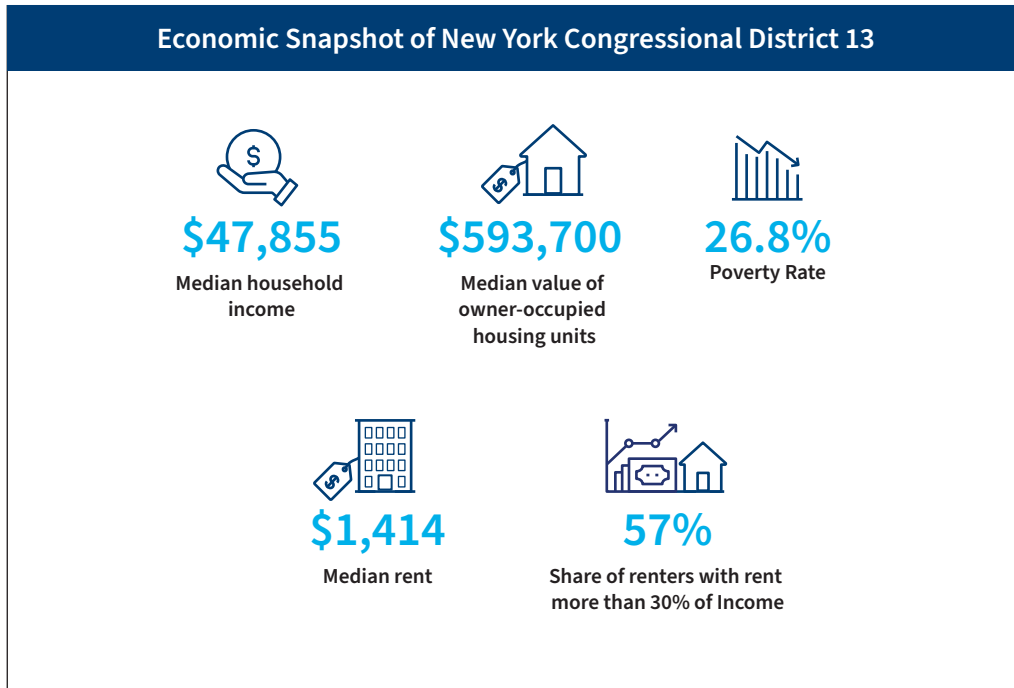 Economic Snapshot of New York Congressional District 13
$
$
$47,855
Median household
income
$593,700
Median value of
owner-occupied
housing units
26.8%
Poverty Rate
$
$1,414
Median rent
57%
Share of renters with rent
more than 30% of Income